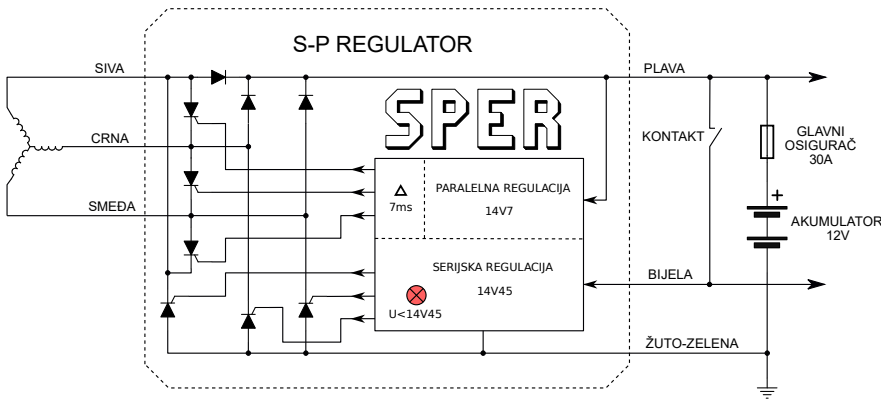 S-P REGULATOR
SIVA
PLAVA
SPER
CRNA
KONTAKT
GLAVNI
OSIGURAČ
30A
PARALELNA REGULACIJA
14V7
Δ
7ms
SMEĐA
+
AKUMULATOR
12V
SERIJSKA REGULACIJA
14V45
U<14V45
BIJELA
ŽUTO-ZELENA